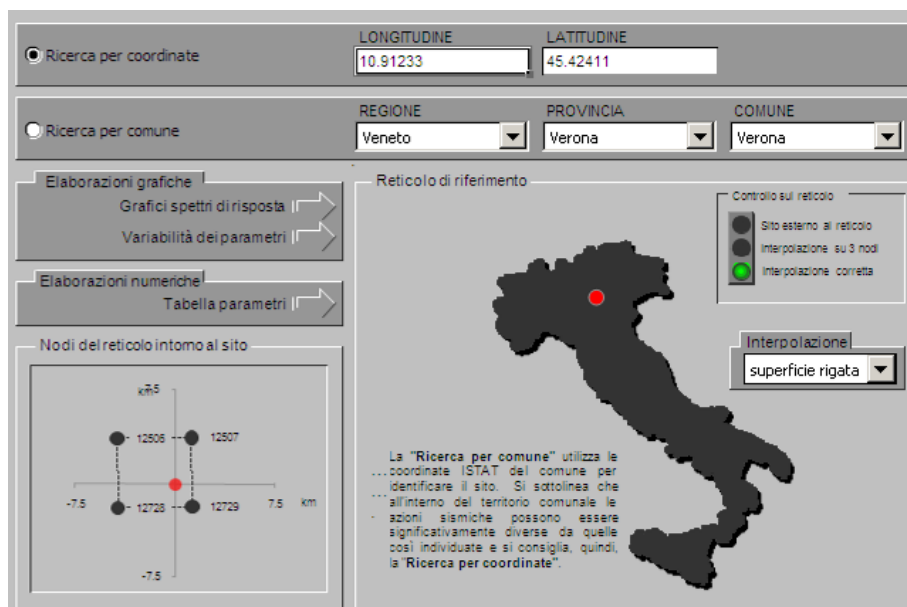 LONGITUDINE LATITUDINE
Ricerca per coordinate 10.91233 45.42411
REGIONE PROVINCIA COMUNE
Ricerca per comune Veneto Verona Verona
Elaborazioni grafiche
Grafici spettri di risposta
Variabilità dei parametri
Elaborazioni numeriche
Tabella parametri
Nodi del reticolo intorno al sito
km 7.5
12506 12507
-7.5 7.5 km
12728 12729
-7.5
Reticolo di riferimento
Controllo sul reticolo
Sito esterno al reticolo
Interpolazione su 3 nodi
Interpolazione corretta
Interpolazione
superficie rigata
La "Ricerca per comune" utilizza le
coordinate ISTAT del comune per
identificare il sito. Si sottolinea che
all'interno del territorio comunale le
azioni sismiche possono essere
significativamente diverse da quelle
così individuate e si consiglia, quindi,
la "Ricerca per coordinate".